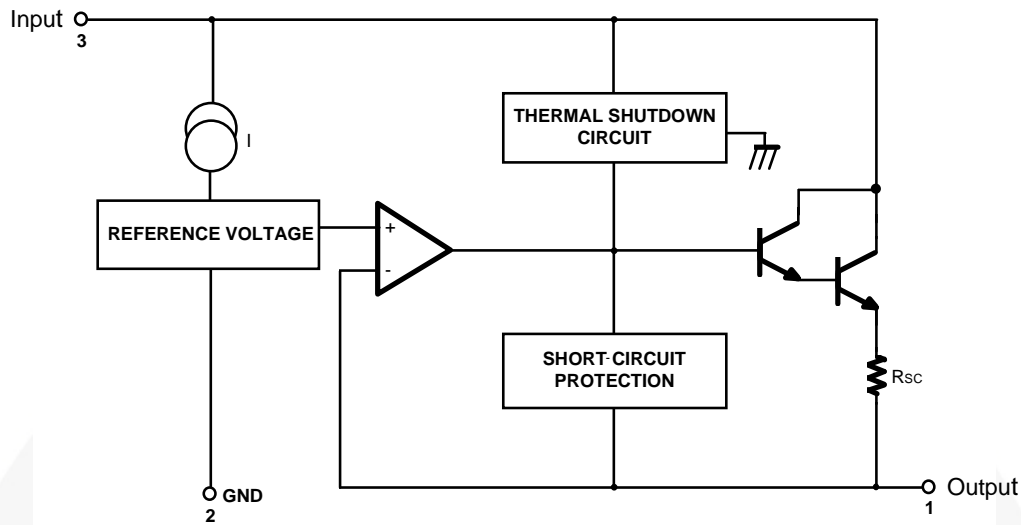 Input
3
THERMAL SHUTDOWN
CIRCUIT
I
REFERENCE VOLTAGE
+
-
SHORT-CIRCUIT
PROTECTION
RSC
GND
2
Output
1